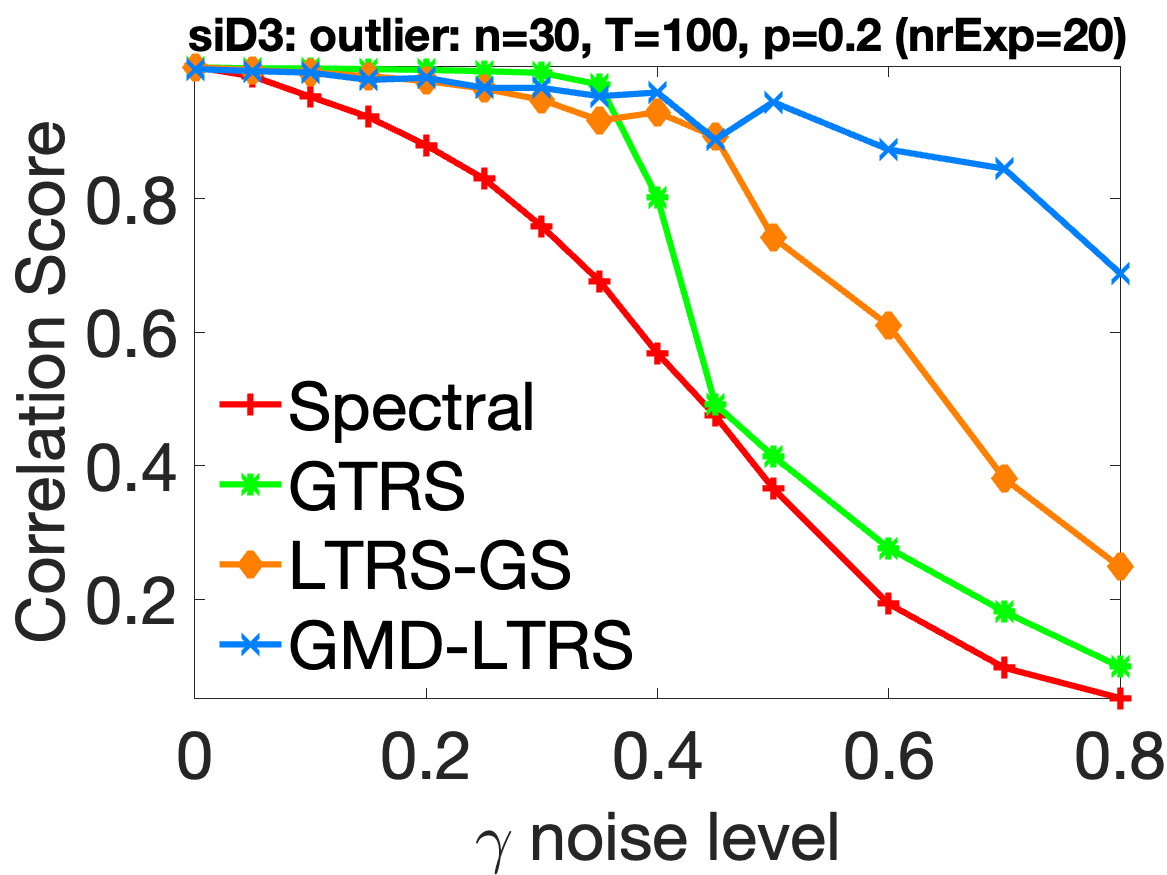 siD3: outlier: n=30, T=100, p=0.2 (nrExp=20)
Correlation Score
0.8
0.6
0.4
0.2
Spectral
GTRS
LTRS-GS
GMD-LTRS
0 0.2 0.4 0.6 0.8
γ noise level